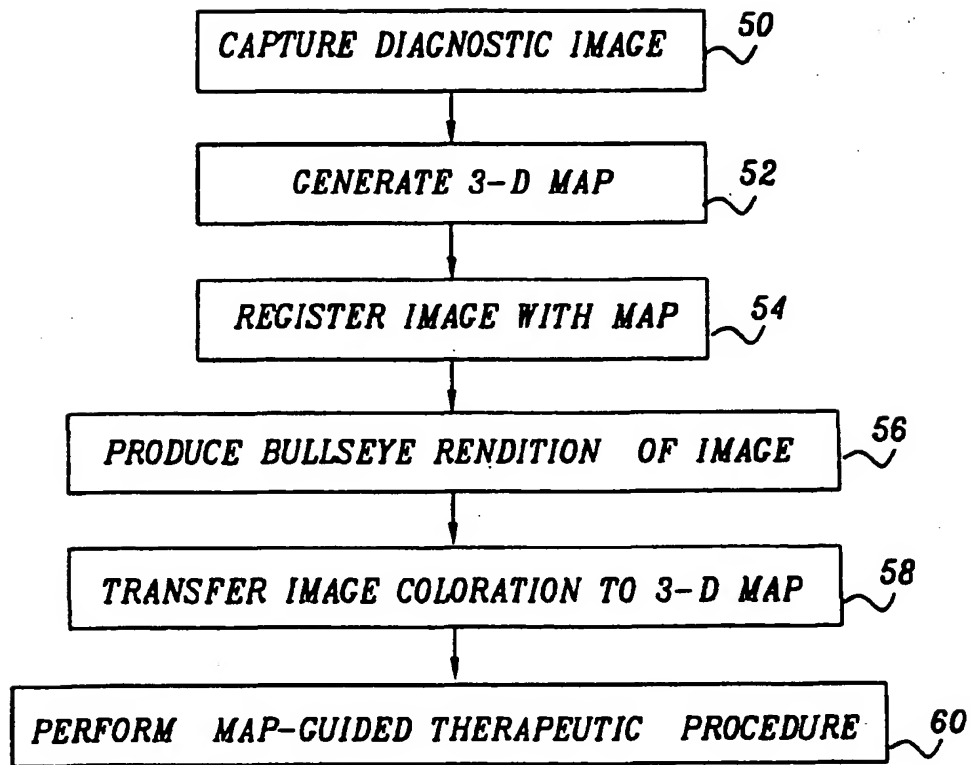 CAPTURE DIAGNOSTIC IMAGE 50
GENERATE 3-D MAP 52
REGISTER IMAGE WITH MAP 54
PRODUCE BULLSEYE RENDITION OF IMAGE 56
TRANSFER IMAGE COLORATION TO 3-D MAP 58
PERFORM MAP-GUIDED THERAPEUTIC PROCEDURE 60